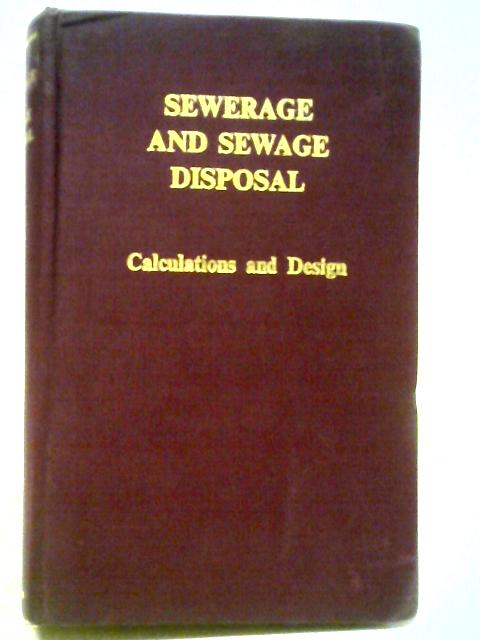 SEWERAGE
AND SEWAGE
DISPOSAL
Calculations and Design